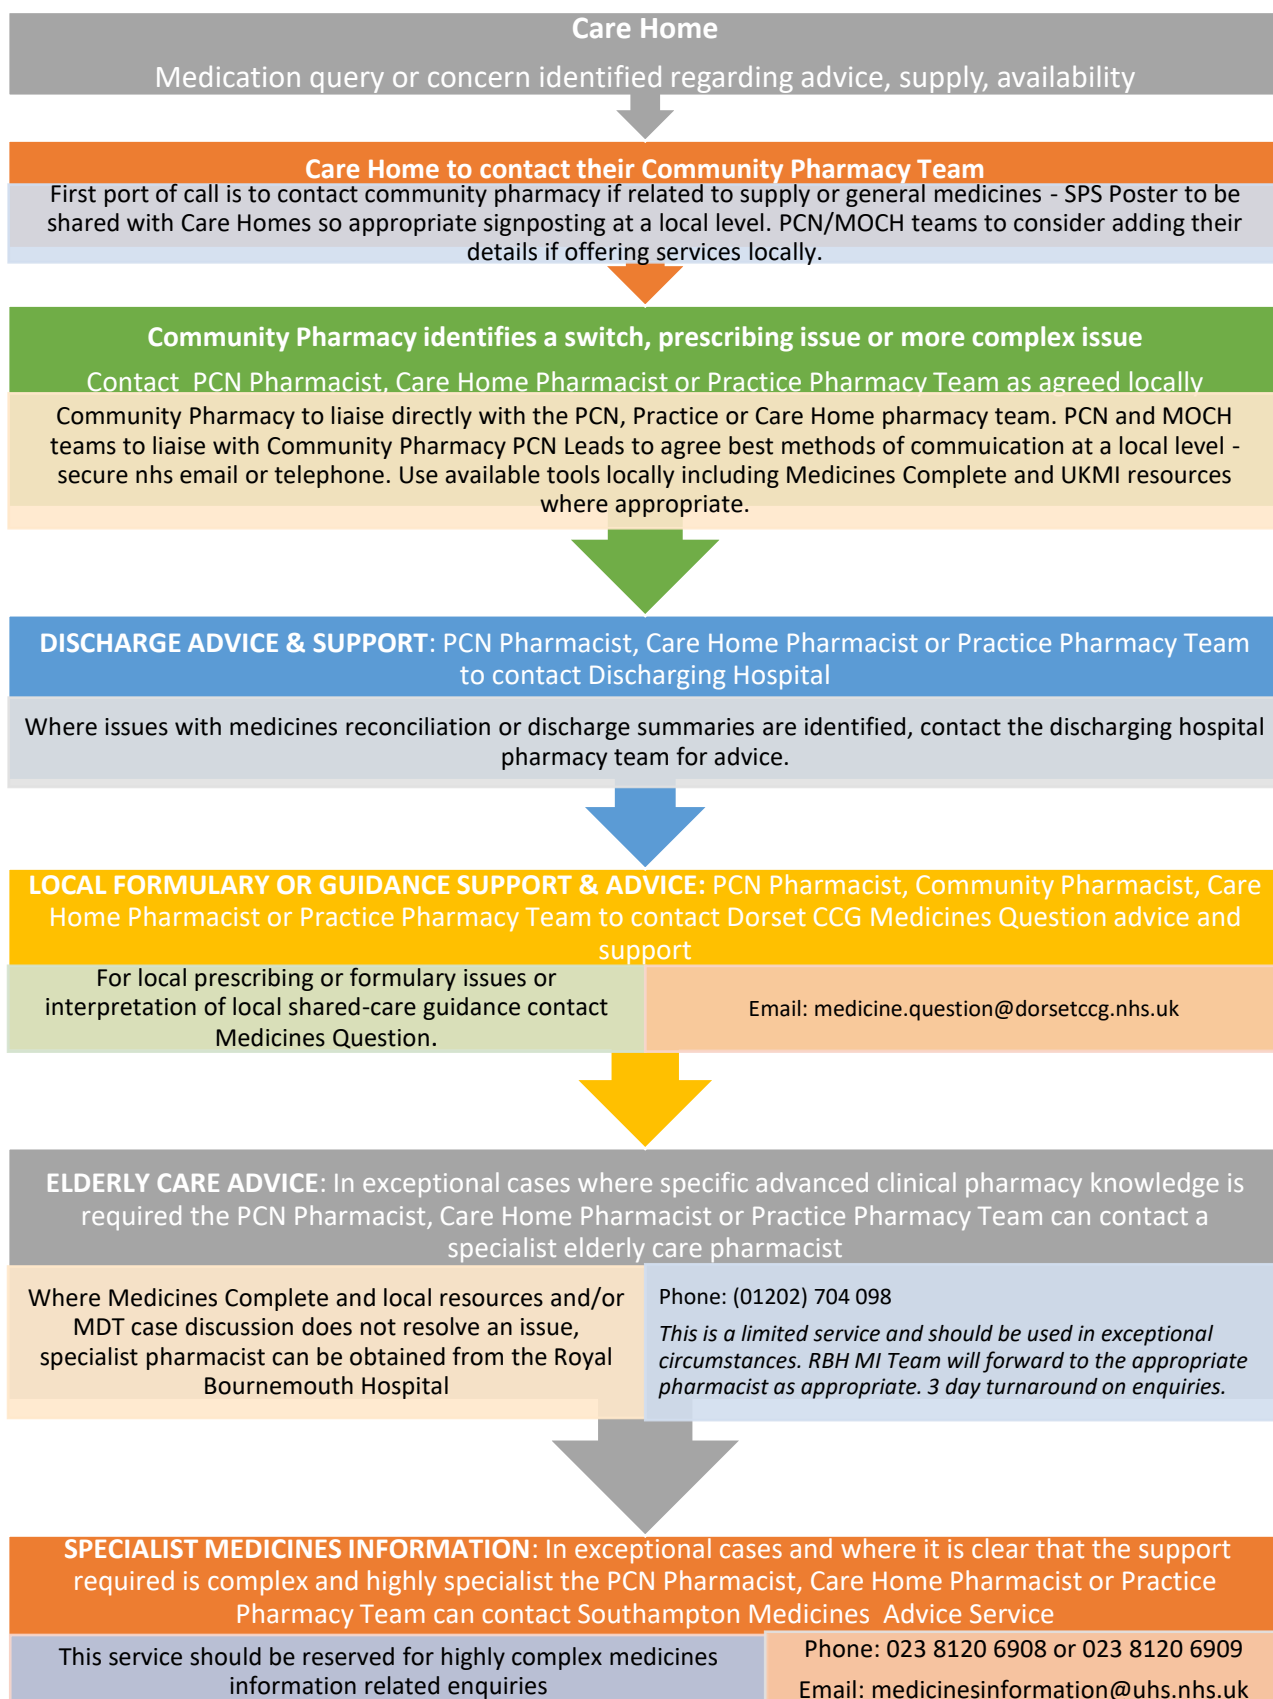 Care Home
Medication query or concern identified regarding advice, supply, availability
Care Home to contact their Community Pharmacy Team
First port of call is to contact community pharmacy if related to supply or general medicines - SPS Poster to be
shared with Care Homes so appropriate signposting at a local level. PCN/MOCH teams to consider adding their
details if offering services locally.
Community Pharmacy identifies a switch, prescribing issue or more complex issue
Contact PCN Pharmacist, Care Home Pharmacist or Practice Pharmacy Team as agreed locally
Community Pharmacy to liaise directly with the PCN, Practice or Care Home pharmacy team. PCN and MOCH
teams to liaise with Community Pharmacy PCN Leads to agree best methods of commuication at a local level -
secure nhs email or telephone. Use available tools locally including Medicines Complete and UKMI resources
where appropriate.
DISCHARGE ADVICE & SUPPORT: PCN Pharmacist, Care Home Pharmacist or Practice Pharmacy Team
to contact Discharging Hospital
Where issues with medicines reconciliation or discharge summaries are identified, contact the discharging hospital
pharmacy team for advice.
LOCAL FORMULARY OR GUIDANCE SUPPORT & ADVICE: PCN Pharmacist, Community Pharmacist, Care
Home Pharmacist or Practice Pharmacy Team to contact Dorset CCG Medicines Question advice and
support
For local prescribing or formulary issues or
interpretation of local shared-care guidance contact
Medicines Question.
Email: medicine.question@dorsetccg.nhs.uk
ELDERLY CARE ADVICE: In exceptional cases where specific advanced clinical pharmacy knowledge is
required the PCN Pharmacist, Care Home Pharmacist or Practice Pharmacy Team can contact a
specialist elderly care pharmacist
Where Medicines Complete and local resources and/or
MDT case discussion does not resolve an issue,
specialist pharmacist can be obtained from the Royal
Bournemouth Hospital
Phone: (01202) 704 098
This is a limited service and should be used in exceptional
circumstances. RBH MI Team will forward to the appropriate
pharmacist as appropriate. 3 day turnaround on enquiries.
SPECIALIST MEDICINES INFORMATION: In exceptional cases and where it is clear that the support
required is complex and highly specialist the PCN Pharmacist, Care Home Pharmacist or Practice
Pharmacy Team can contact Southampton Medicines Advice Service
This service should be reserved for highly complex medicines
information related enquiries
Phone: 023 8120 6908 or 023 8120 6909
Email: medicinesinformation@uhs.nhs.uk